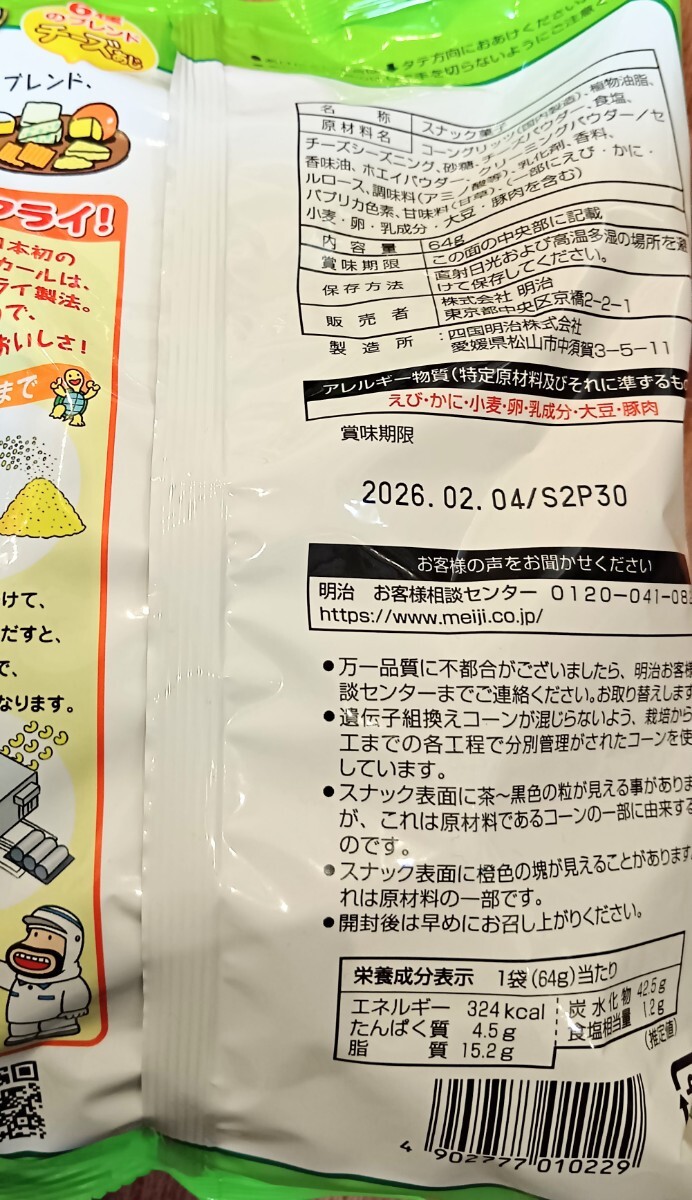 6種
のブレンド
チーズあじ
ブレンド、
フライ!
本初の
カールは、
ライ製法。
で、
おいしさ!
まで
けて、
だすと、
で、
なります。
タテ方向におあけください
手を切らないようにご注意
名称 スナック菓子
原材料名 コーングリッツ(国内製造)、植物油脂、
チーズシーズニング、砂糖、チーズパウダー、食塩、
香味油、ホエイパウダー、クリーミングパウダー/セ
ルロース、調味料(アミノ酸等)、乳化剤、香料、
パプリカ色素、甘味料(甘草)、(一部にえび・かに・
小麦・卵・乳成分・大豆・豚肉を含む)
内容量 64g
賞味期限 この面の中央部に記載
保存方法 直射日光および高温多湿の場所を避
けて保存してください。
販売者 株式会社 明治
東京都中央区京橋2-2-1
製造所:四国明治株式会社
愛媛県松山市中須賀3-5-11
アレルギー物質(特定原材料及びそれに準ずるもの
えび・かに・小麦・卵・乳成分・大豆・豚肉
賞味期限
2026.02.04/S2P30
お客様の声をお聞かせください
明治 お客様相談センター 0120-041-082
https://www.meiji.co.jp/
●万一品質に不都合がございましたら、明治お客様
談センターまでご連絡ください。お取り替えします
●遺伝子組換えコーンが混じらないよう、栽培から
工までの各工程で分別管理がされたコーンを使
しています。
●スナック表面に茶〜黒色の粒が見える事がありま
が、これは原材料であるコーンの一部に由来する
のです。
●スナック表面に橙色の塊が見えることがあります。
れは原材料の一部です。
●開封後は早めにお召し上がりください。
栄養成分表示 1袋(64g)当たり
エネルギー 324kcal
たんぱく質 4.5g
脂質 15.2g
炭水化物 42.5g
食塩相当量 1.2g
(推定値)
4 902777 010229